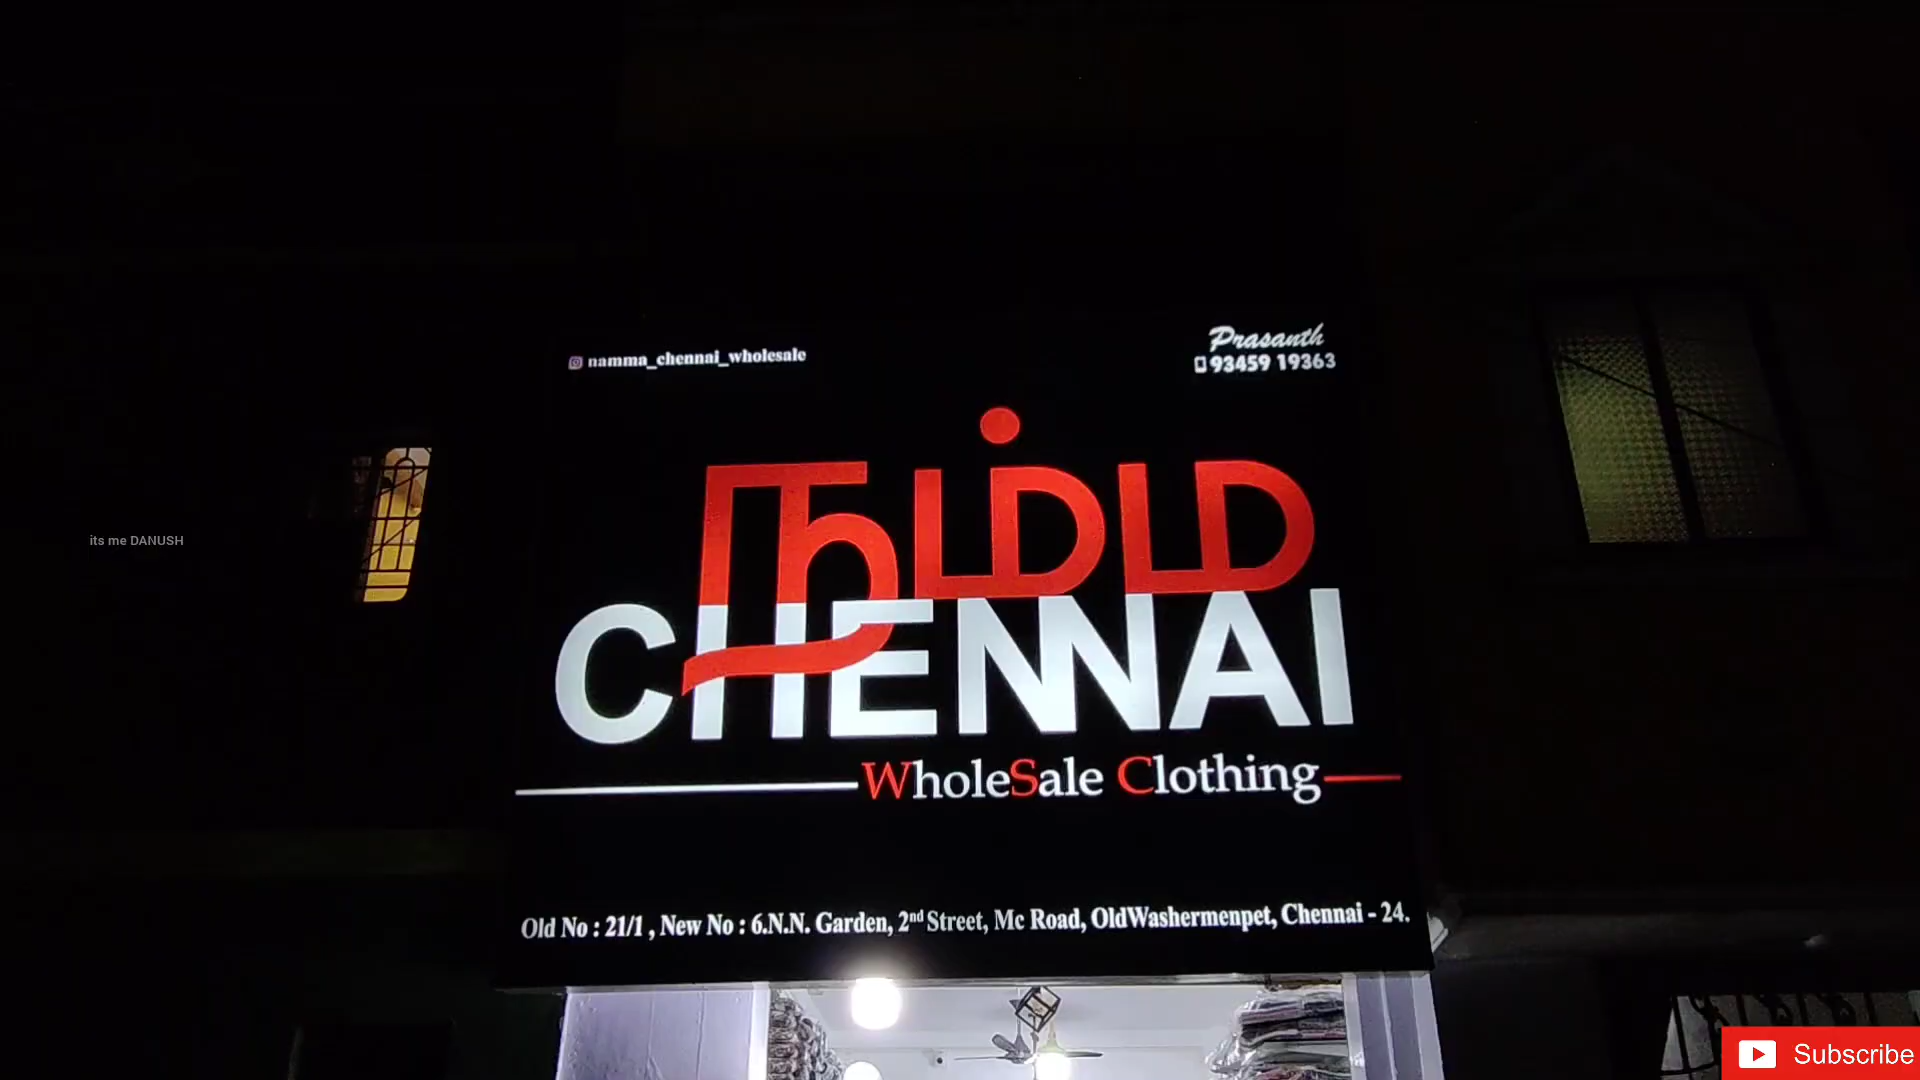 namma_chennai_wholesale
Prasanth
93459 19363
நம்ம
CHENNAI
WholeSale Clothing
Old No : 21/1 , New No : 6.N.N. Garden, 2nd Street, Mc Road, OldWashermenpet, Chennai - 24.
its me DANUSH
Subscribe